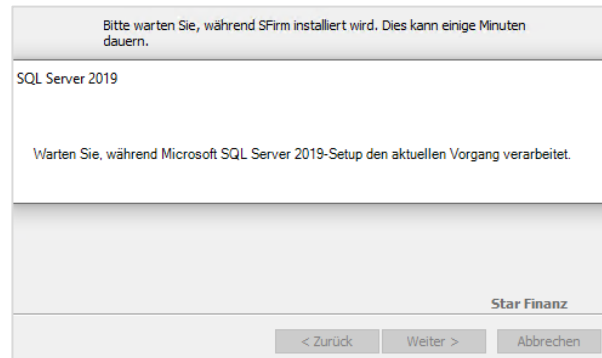 Bitte warten Sie, während SFirm installiert wird. Dies kann einige Minuten
dauern.
SQL Server 2019
Warten Sie, während Microsoft SQL Server 2019-Setup den aktuellen Vorgang verarbeitet.
Star Finanz
< Zurück Weiter > Abbrechen